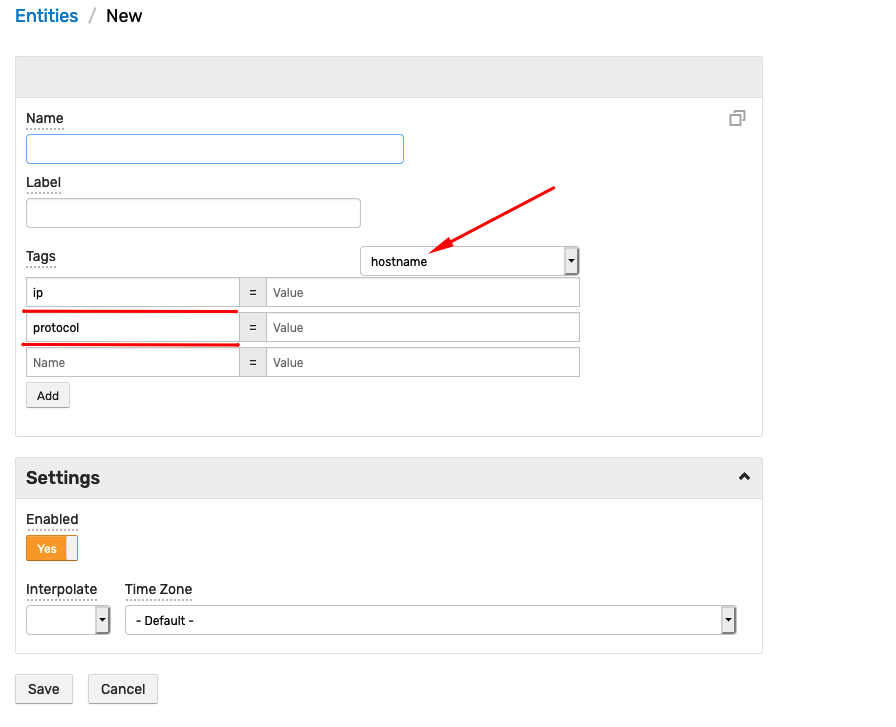 Entities / New
Name
Label
Tags
hostname
ip = Value
protocol = Value
Name = Value
Add
Settings
Enabled
Yes
Interpolate Time Zone
- Default -
Save Cancel